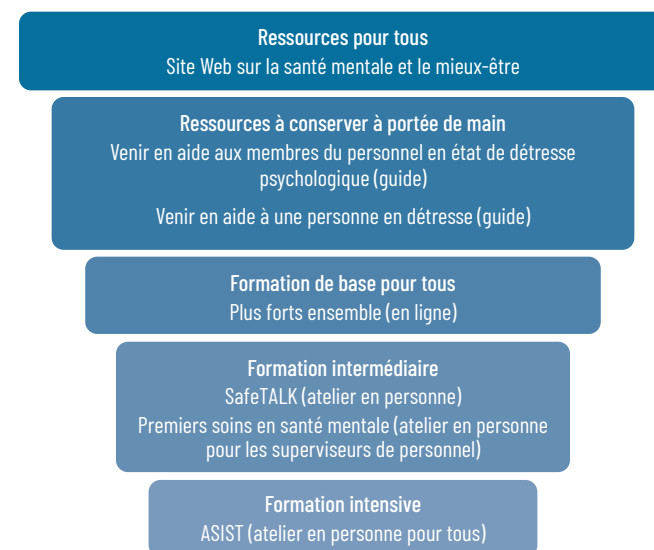 Ressources pour tous
Site Web sur la santé mentale et le mieux-être
Ressources à conserver à portée de main
Venir en aide aux membres du personnel en état de détresse
psychologique (guide)
Venir en aide à une personne en détresse (guide)
Formation de base pour tous
Plus forts ensemble (en ligne)
Formation intermédiaire
SafeTALK (atelier en personne)
Premiers soins en santé mentale (atelier en personne
pour les superviseurs de personnel)
Formation intensive
ASIST (atelier en personne pour tous)